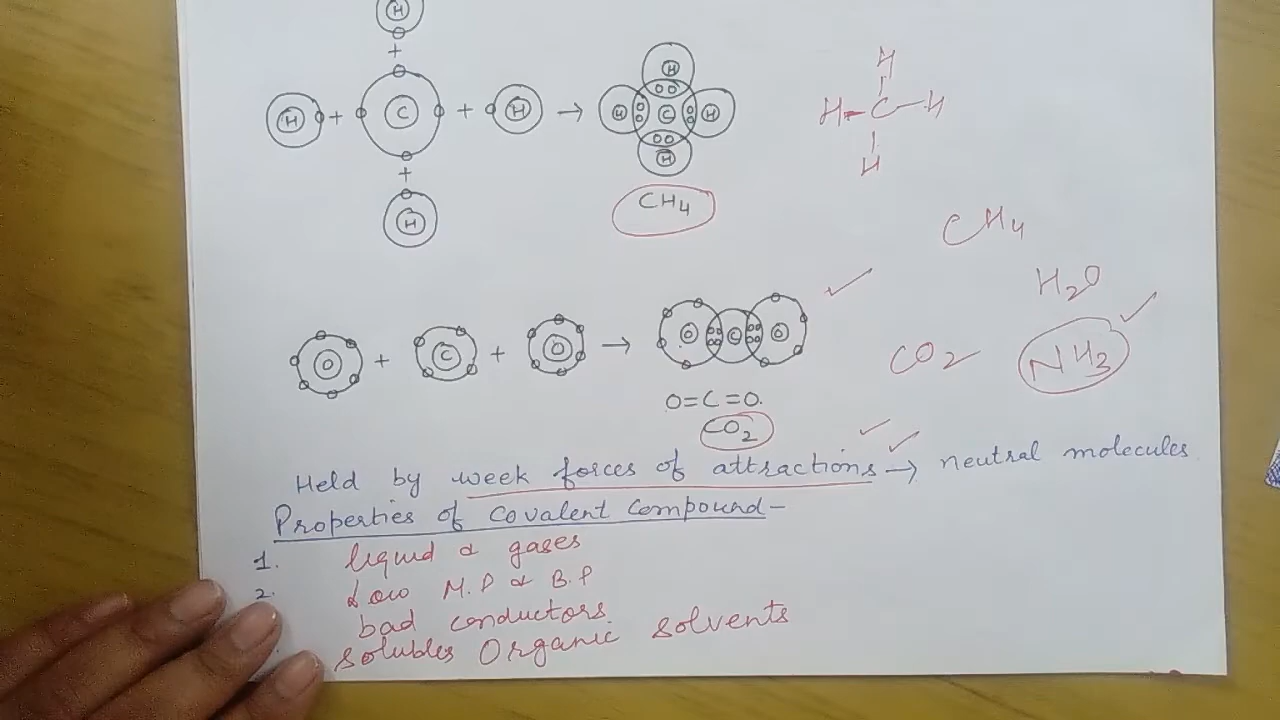 H
+
H + C + H →
+
H
H
H C H
H
CH4
H
H-C-H
H
CH4
H2O
CO2 NH3
O + C + O → O C O
O=C=O.
CO2
Held by week forces of attractions → neutral molecules
Properties of Covalent Compound-
1. liquid & gases
2. Low M.P & B.P
bad conductors.
solubles Organic solvents